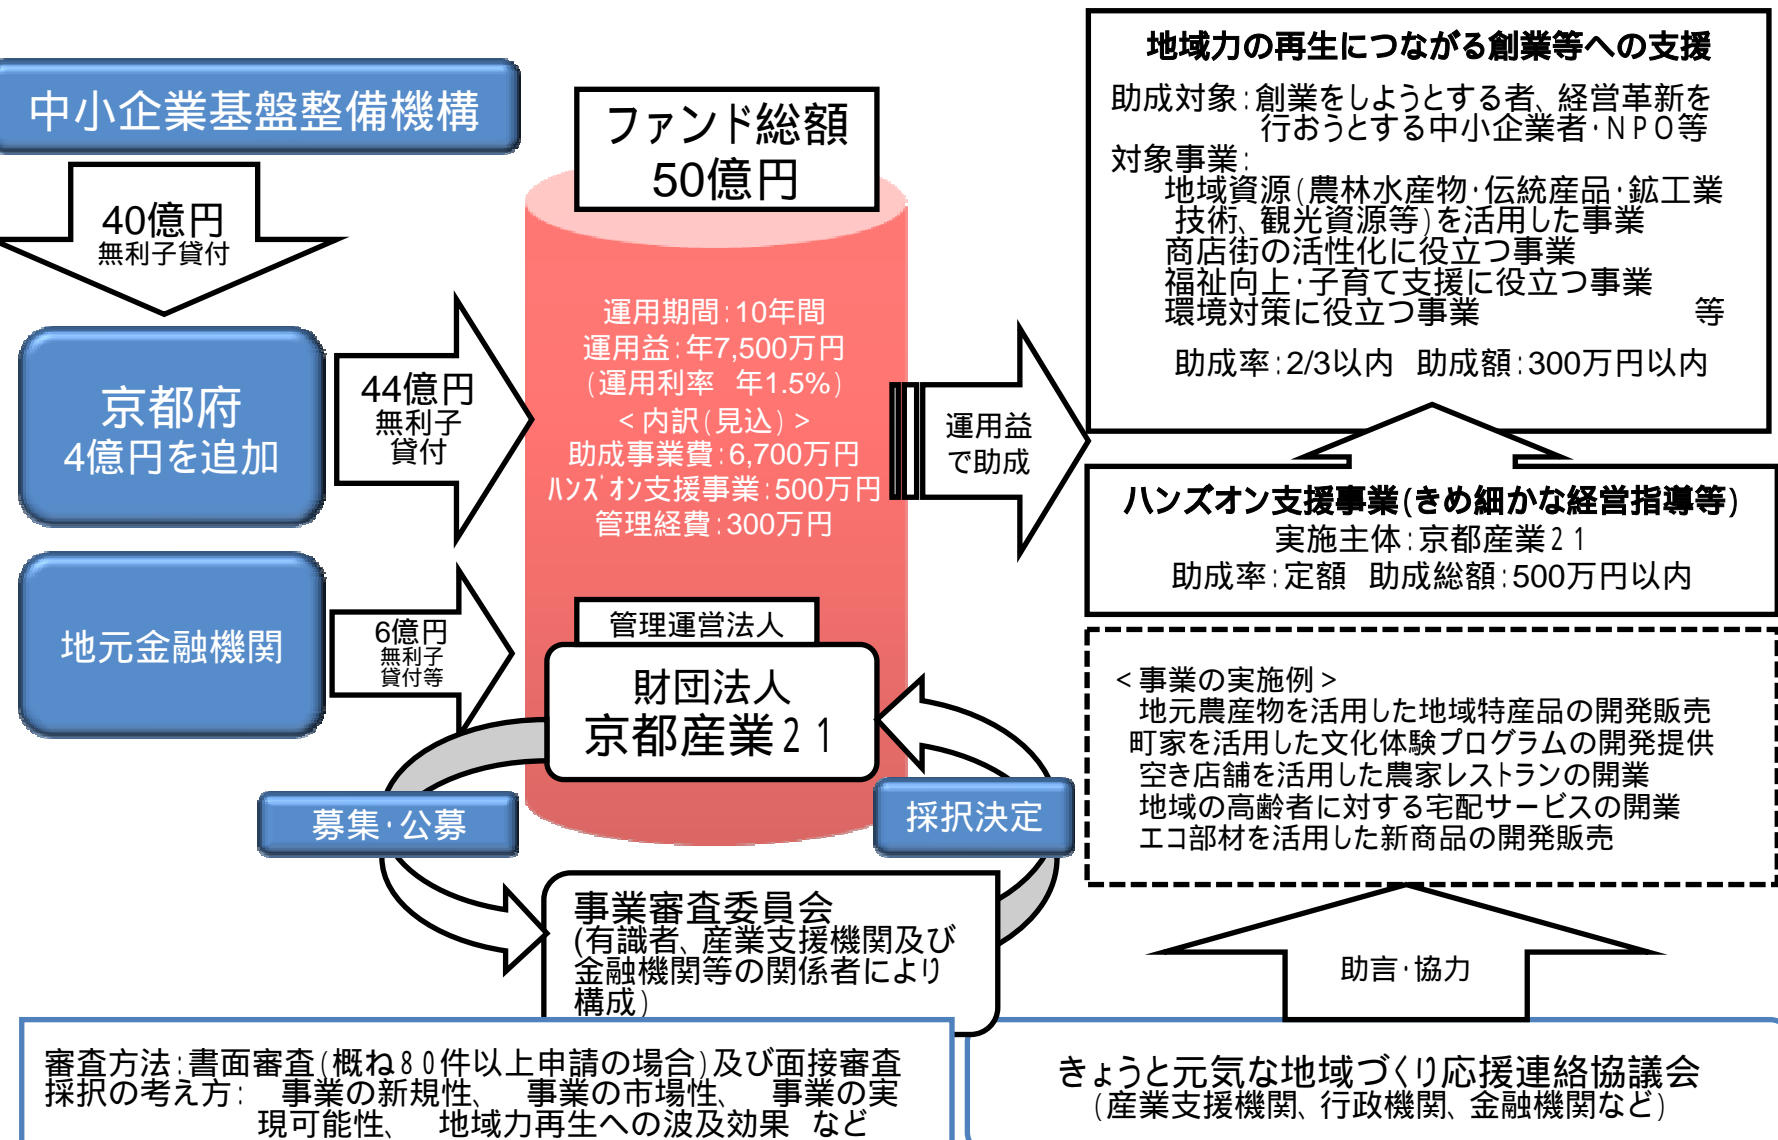 中小企業基盤整備機構
40億円
無利子貸付
京都府
4億円を追加
44億円
無利子
貸付
地元金融機関
6億円
無利子
貸付等
ファンド総額
50億円
運用期間:10年間
運用益:年7,500万円
(運用利率 年1.5%)
<内訳(見込)>
助成事業費:6,700万円
ﾊﾝｽﾞｵﾝ支援事業:500万円
管理経費:300万円
管理運営法人
財団法人
京都産業21
募集・公募
採択決定
事業審査委員会
(有識者、産業支援機関及び
金融機関等の関係者により
構成)
審査方法:書面審査(概ね80件以上申請の場合)及び面接審査
採択の考え方: 事業の新規性、 事業の市場性、 事業の実
現可能性、 地域力再生への波及効果 など
運用益
で助成
地域力の再生につながる創業等への支援
助成対象:創業をしようとする者、経営革新を
行おうとする中小企業者・NPO等
対象事業:
地域資源(農林水産物・伝統産品・鉱工業
技術、観光資源等)を活用した事業
商店街の活性化に役立つ事業
福祉向上・子育て支援に役立つ事業
環境対策に役立つ事業 等
助成率:2/3以内 助成額:300万円以内
ハンズオン支援事業(きめ細かな経営指導等)
実施主体:京都産業21
助成率:定額 助成総額:500万円以内
<事業の実施例>
地元農産物を活用した地域特産品の開発販売
町家を活用した文化体験プログラムの開発提供
空き店舗を活用した農家レストランの開業
地域の高齢者に対する宅配サービスの開業
エコ部材を活用した新商品の開発販売
助言・協力
きょうと元気な地域づくり応援連絡協議会
(産業支援機関、行政機関、金融機関など)